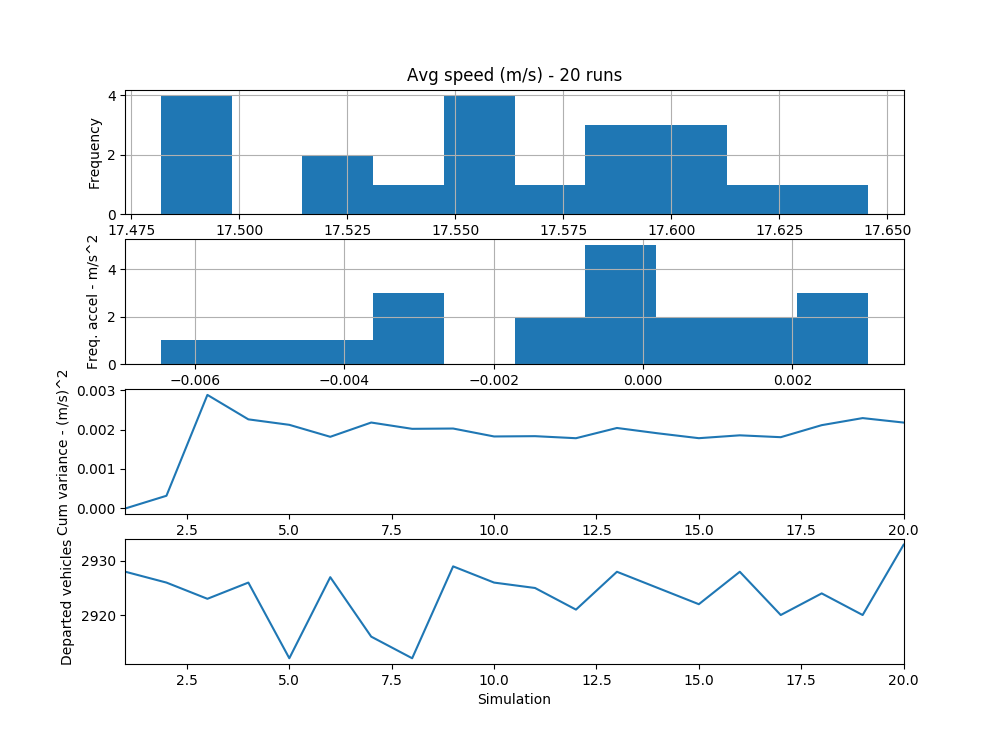 Avg speed (m/s) - 20 runs
Frequency
4
2
0
17.475 17.500 17.525 17.550 17.575 17.600 17.625 17.650
Freq. accel - m/s^2
4
2
0
−0.006 −0.004 −0.002 0.000 0.002
Cum variance - (m/s)^2
0.003
0.002
0.001
0.000
2.5 5.0 7.5 10.0 12.5 15.0 17.5 20.0
Departed vehicles
2930
2920
2.5 5.0 7.5 10.0 12.5 15.0 17.5 20.0
Simulation